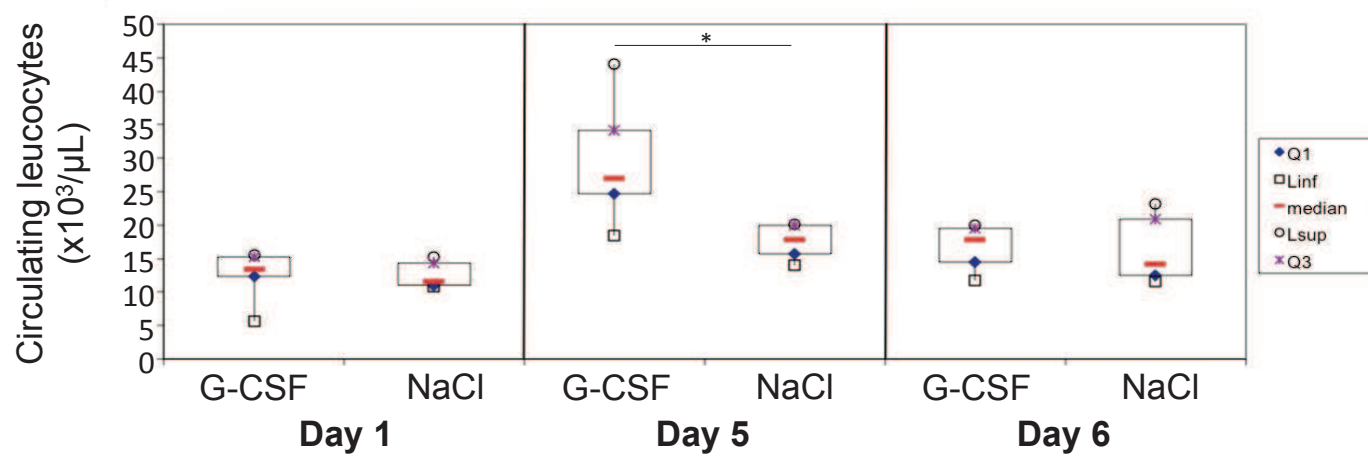 Circulating leucocytes
(x10³/µL)
50
45
40
35
30
25
20
15
10
5
0
*
G-CSF NaCl G-CSF NaCl G-CSF NaCl
Day 1 Day 5 Day 6
Q1
Linf
median
Lsup
Q3